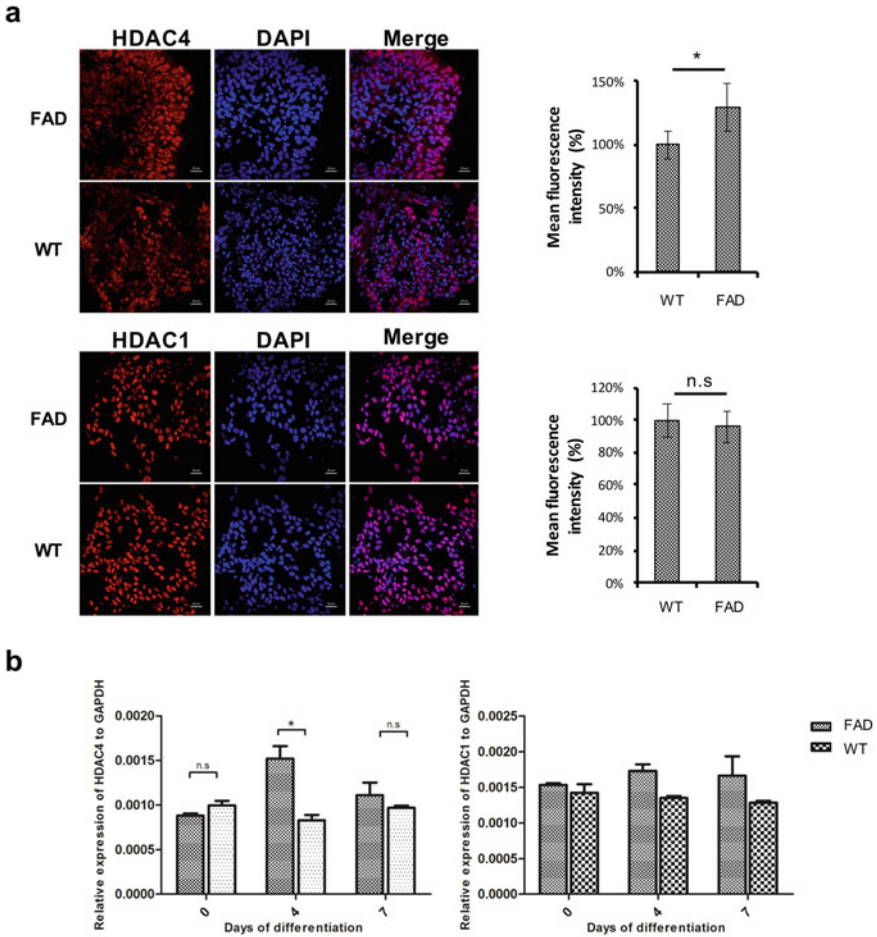 a
HDAC4 DAPI Merge
FAD
WT
HDAC1 DAPI Merge
FAD
WT
*
Mean fluorescence
intensity (%)
150%
100%
50%
0%
WT FAD
n.s
Mean fluorescence
intensity (%)
120%
100%
80%
60%
40%
20%
0%
WT FAD
b
Relative expression of HDAC4 to GAPDH
0.0020
0.0015
0.0010
0.0005
0.0000
n.s
*
n.s
0 4 7
Days of differentiation
Relative expression of HDAC1 to GAPDH
0.0025
0.0020
0.0015
0.0010
0.0005
0.0000
0 4 7
Days of differentiation
FAD
WT